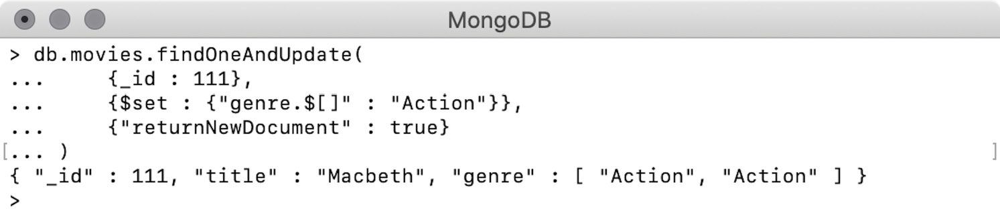 MongoDB
> db.movies.findOneAndUpdate(
...     {_id : 111},
...     {$set : {"genre.$[]" : "Action"}},
...     {"returnNewDocument" : true}
[... )                                                                           ]
{ "_id" : 111, "title" : "Macbeth", "genre" : [ "Action", "Action" ] }
>